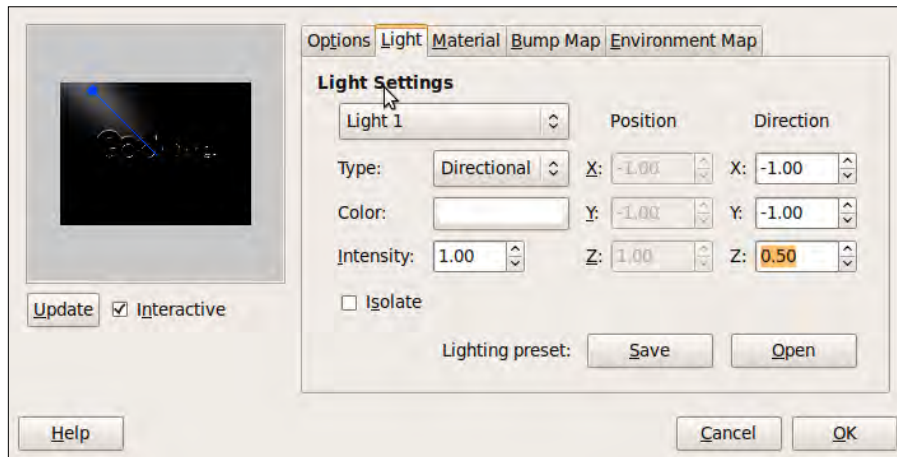 Options Light Material Bump Map Environment Map
Light Settings
Light 1 Position Direction
Type: Directional X: -1.00 X: -1.00
Color: Y: -1.00 Y: -1.00
Intensity: 1.00 Z: 1.00 Z: 0.50
Update Interactive Isolate
Lighting preset: Save Open
Help Cancel OK